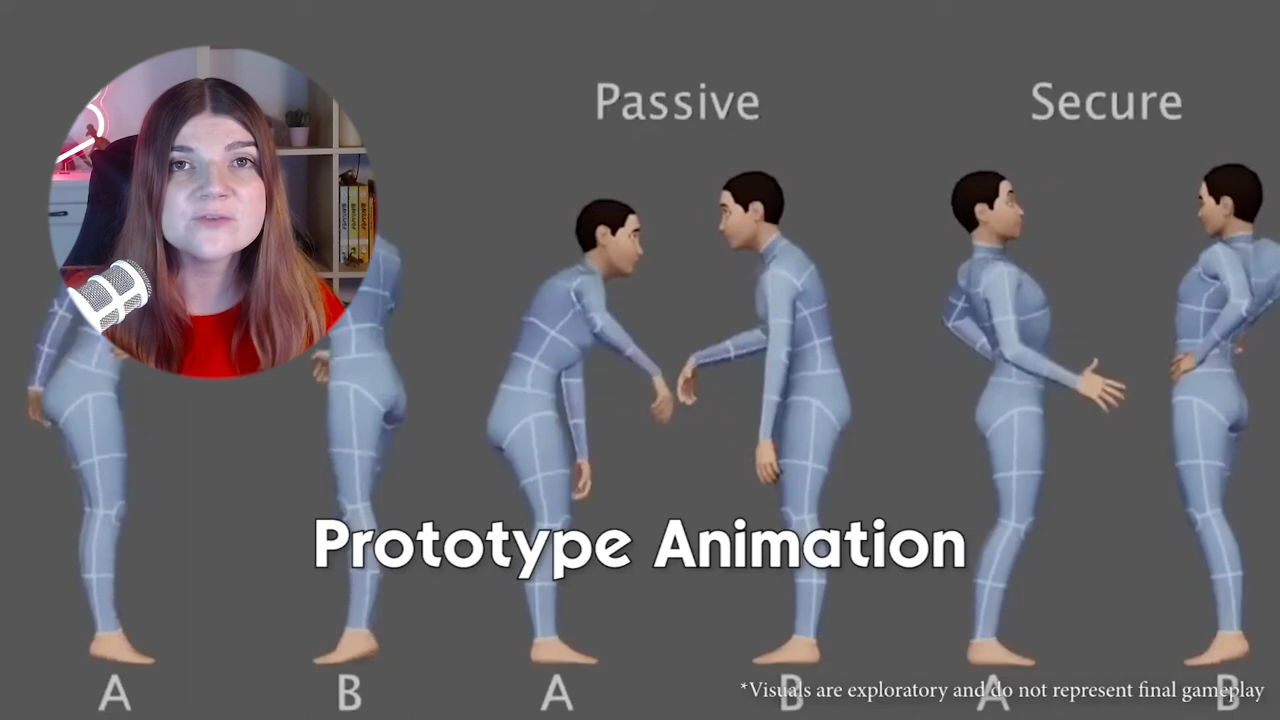 Passive
Secure
Prototype Animation
A
B
A
B
A
B
*Visuals are exploratory and do not represent final gameplay